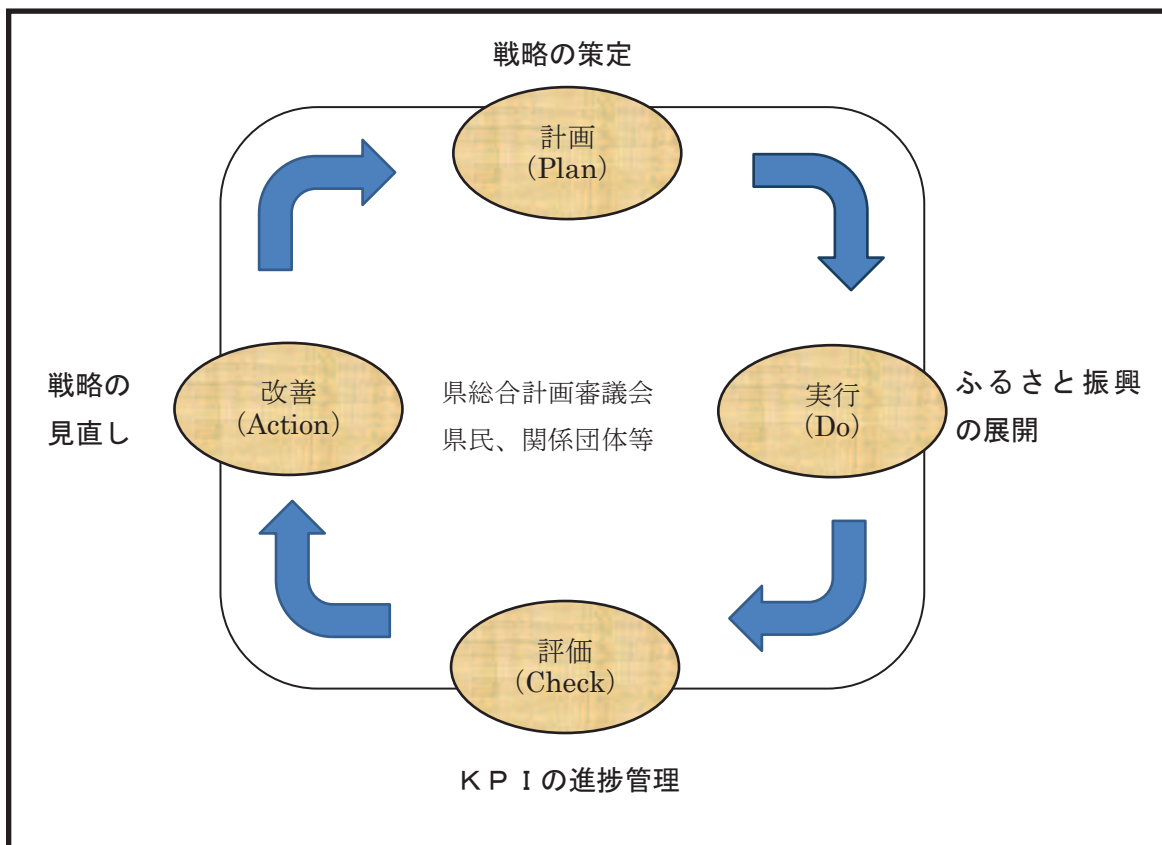 戦略の策定
計画
(Plan)
戦略の
見直し
改善
(Action)
県総合計画審議会
県民、関係団体等
実行
(Do)
ふるさと振興
の展開
評価
(Check)
ＫＰＩの進捗管理